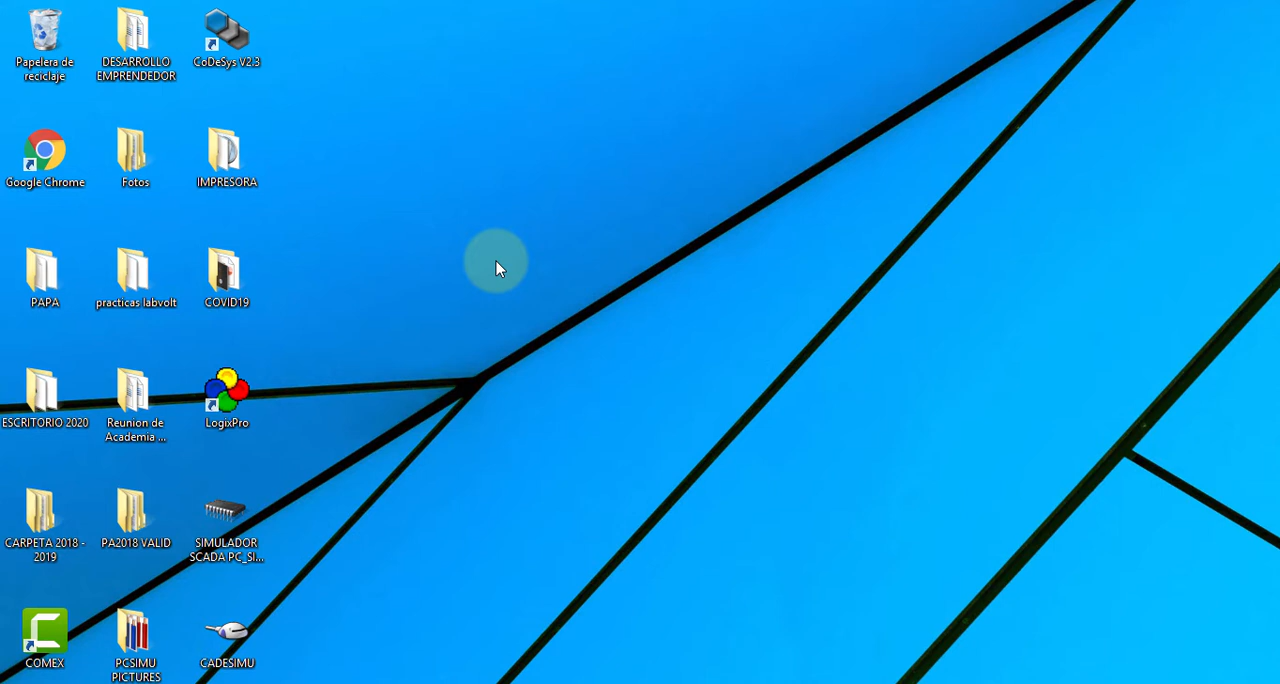 Papelera de
reciclaje
DESARROLLO
EMPRENDEDOR
CoDeSys V2.3
Google Chrome
Fotos
IMPRESORA
PAPA
practicas labvolt
COVID19
ESCRITORIO 2020
Reunion de
Academia ...
LogixPro
CARPETA 2018 -
2019
PA2018 VALID
SIMULADOR
SCADA PC_SI...
COMEX
PCSIMU
PICTURES
CADESIMU